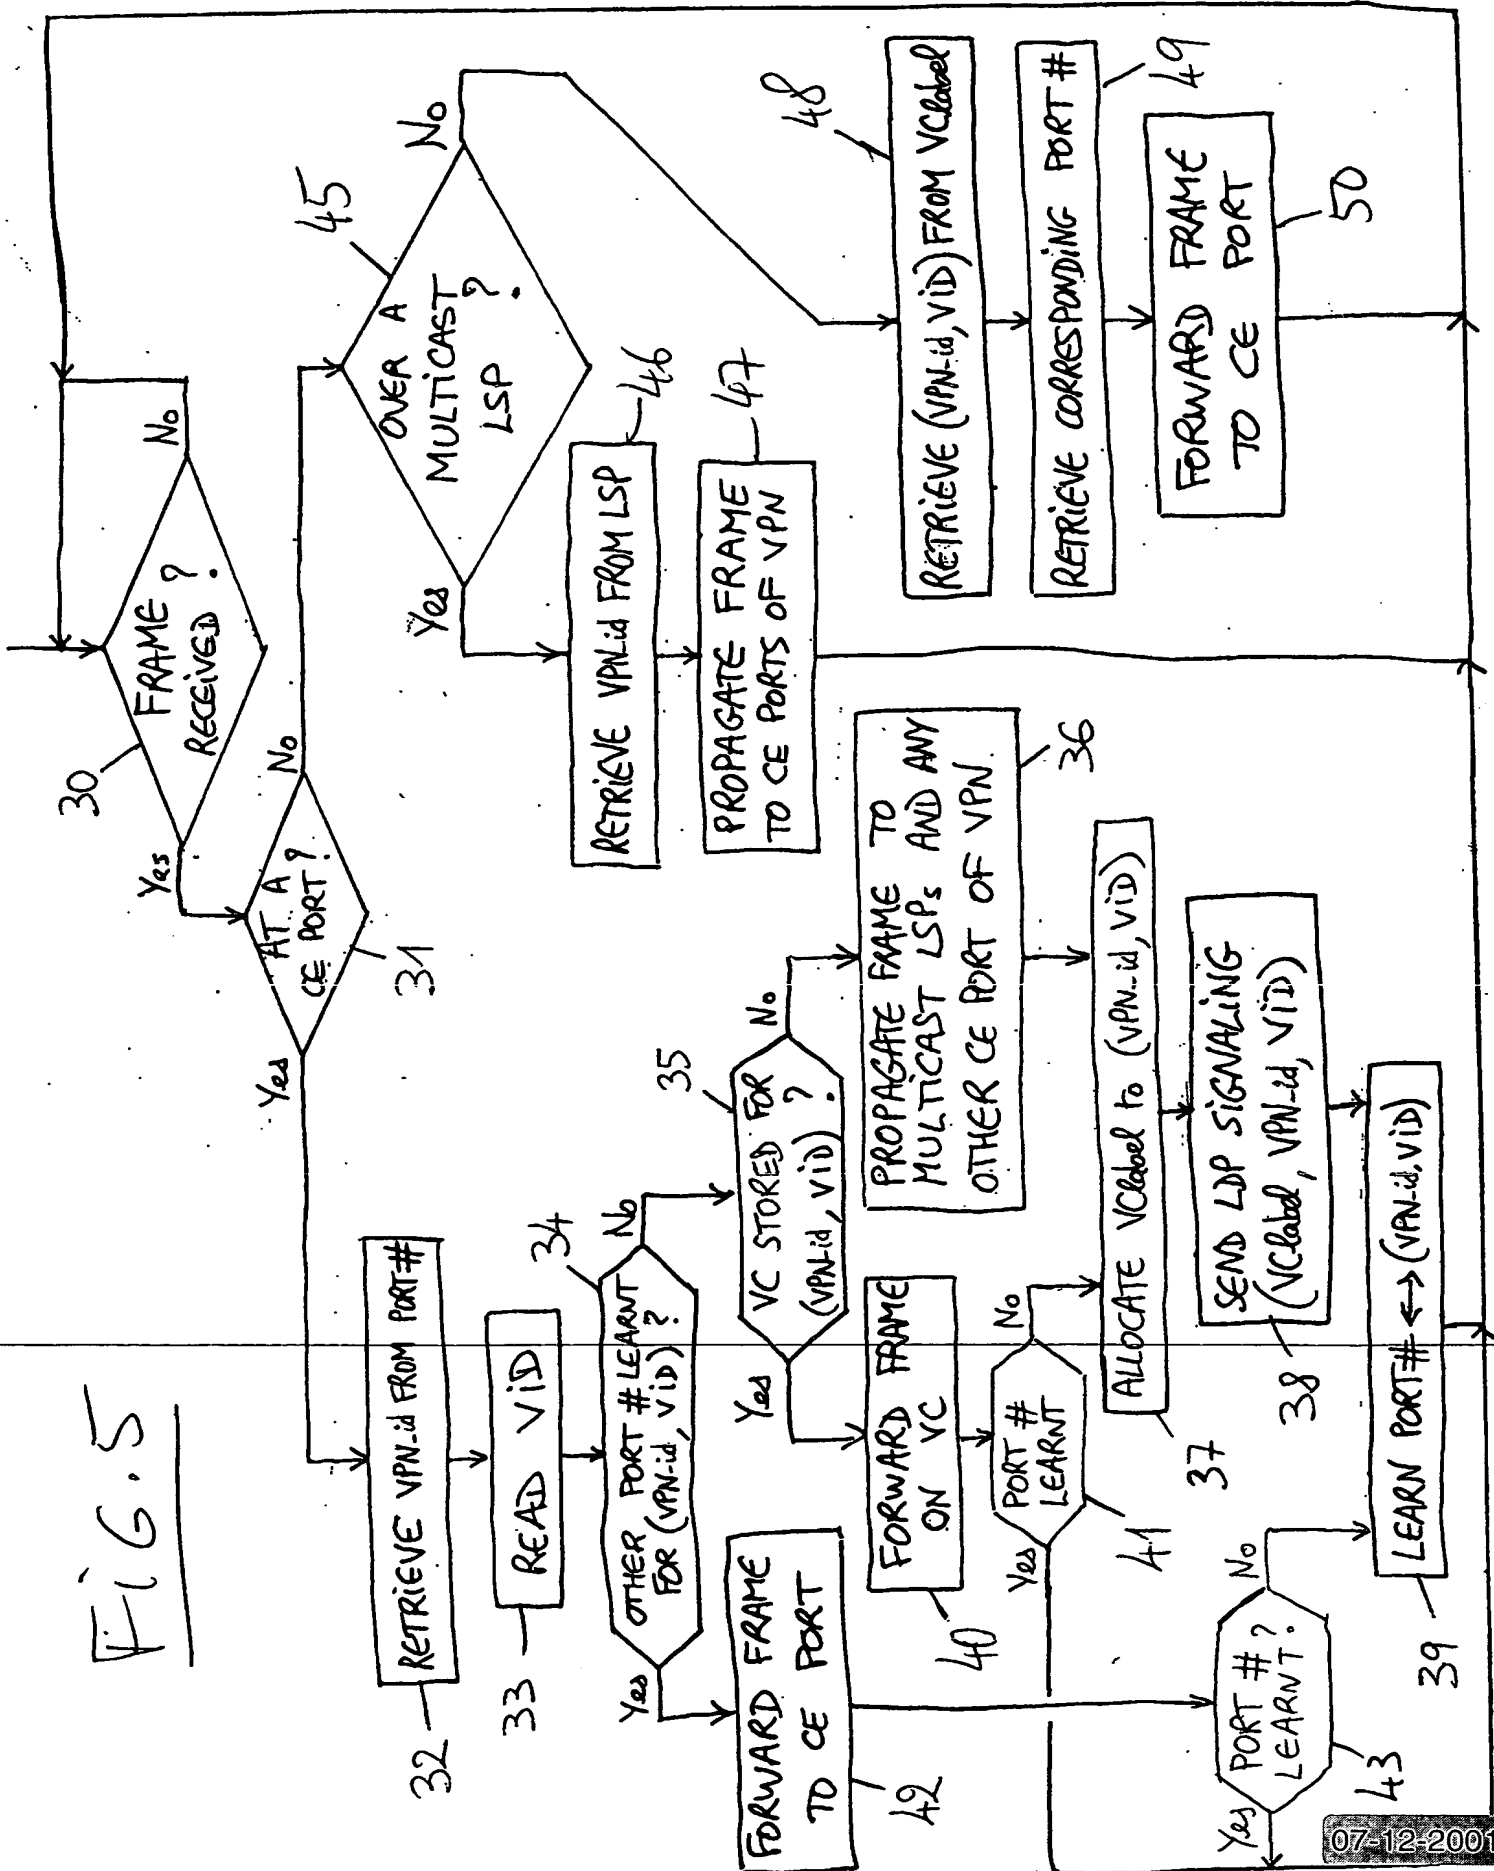 FIG.5
30
FRAME
RECEIVED ?
No
Yes
31
AT A
CE PORT ?
No
Yes
45
OVER A
MULTICAST
LSP ?
No
Yes
32
RETRIEVE VPN_id FROM PORT#
33
READ ViD
34
OTHER PORT # LEARNT
FOR (VPN-id, ViD) ?
No
Yes
35
VC STORED FOR
(VPN-id, ViD) ?
No
Yes
36
PROPAGATE FRAME TO
MULTICAST LSPs AND ANY
OTHER CE PORT OF VPN.
37
ALLOCATE VClabel to (VPN_id, ViD)
38
SEND LDP SIGNALING
(VClabel, VPN-id, ViD)
39
LEARN PORT# <-> (VPN-id, ViD)
40
FORWARD FRAME
ON VC
41
PORT #
LEARNT
No
Yes
42
FORWARD FRAME
TO CE PORT
43
PORT # ?
LEARNT?
No
Yes
46
RETRIEVE VPN_id FROM LSP
47
PROPAGATE FRAME
TO CE PORTS OF VPN
48
RETRIEVE (VPN-id, ViD) FROM VClabel
49
RETRIEVE CORRESPONDING PORT #
50
FORWARD FRAME
TO CE PORT
07-12-2001